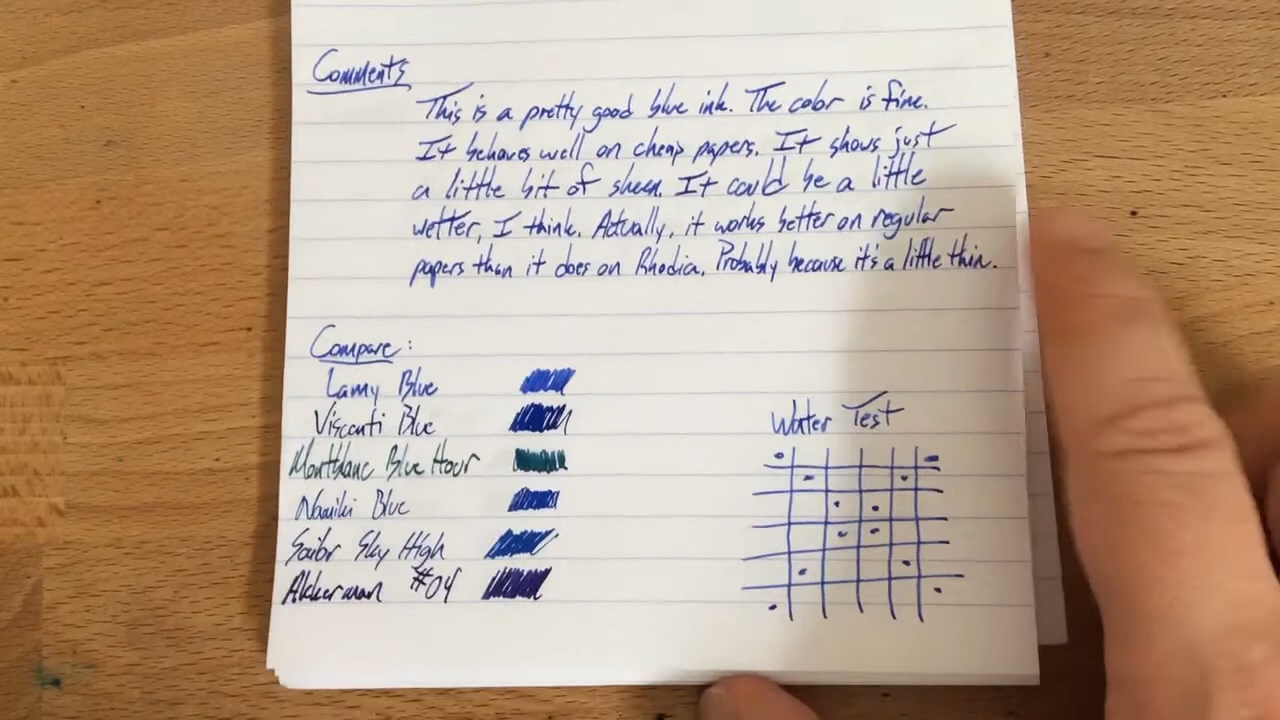 Comments
This is a pretty good blue ink. The color is fine.
It behaves well on cheap papers. It shows just
a little bit of sheen. It could be a little
wetter, I think. Actually, it works better on regular
papers than it does on Rhodia. Probably because it's a little thin.
Compare:
Lamy Blue
Visconti Blue
Montblanc Blue Hour
Namiki Blue
Sailor Sky High
Akkerman #04
Water Test